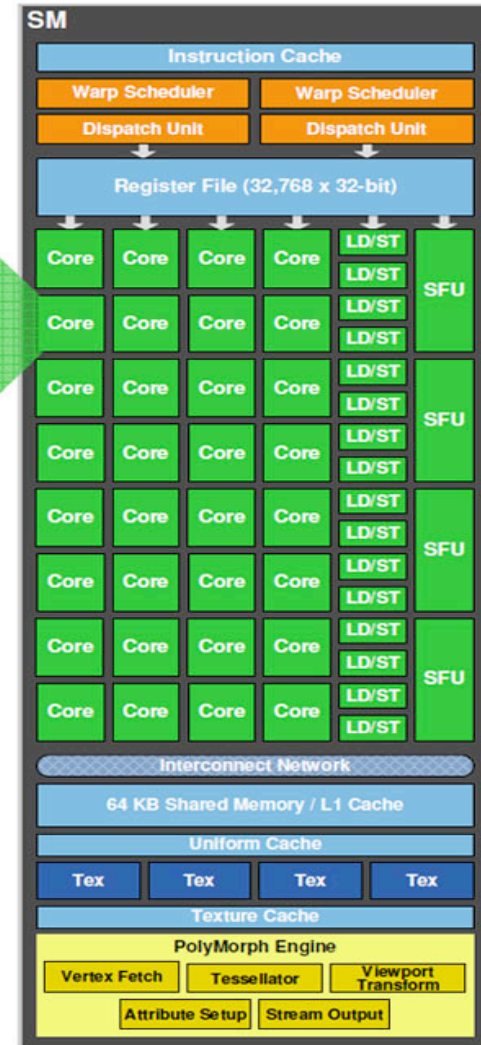 SM
Instruction Cache
Warp Scheduler Warp Scheduler
Dispatch Unit Dispatch Unit
Register File (32,768 x 32-bit)
Core Core Core Core LD/ST SFU
LD/ST
Core Core Core Core LD/ST
LD/ST
Core Core Core Core LD/ST SFU
LD/ST
Core Core Core Core LD/ST
LD/ST
Core Core Core Core LD/ST SFU
LD/ST
Core Core Core Core LD/ST
LD/ST
Core Core Core Core LD/ST SFU
LD/ST
Core Core Core Core LD/ST
LD/ST
Interconnect Network
64 KB Shared Memory / L1 Cache
Uniform Cache
Tex Tex Tex Tex
Texture Cache
PolyMorph Engine
Vertex Fetch Tessellator Viewport
Transform
Attribute Setup Stream Output